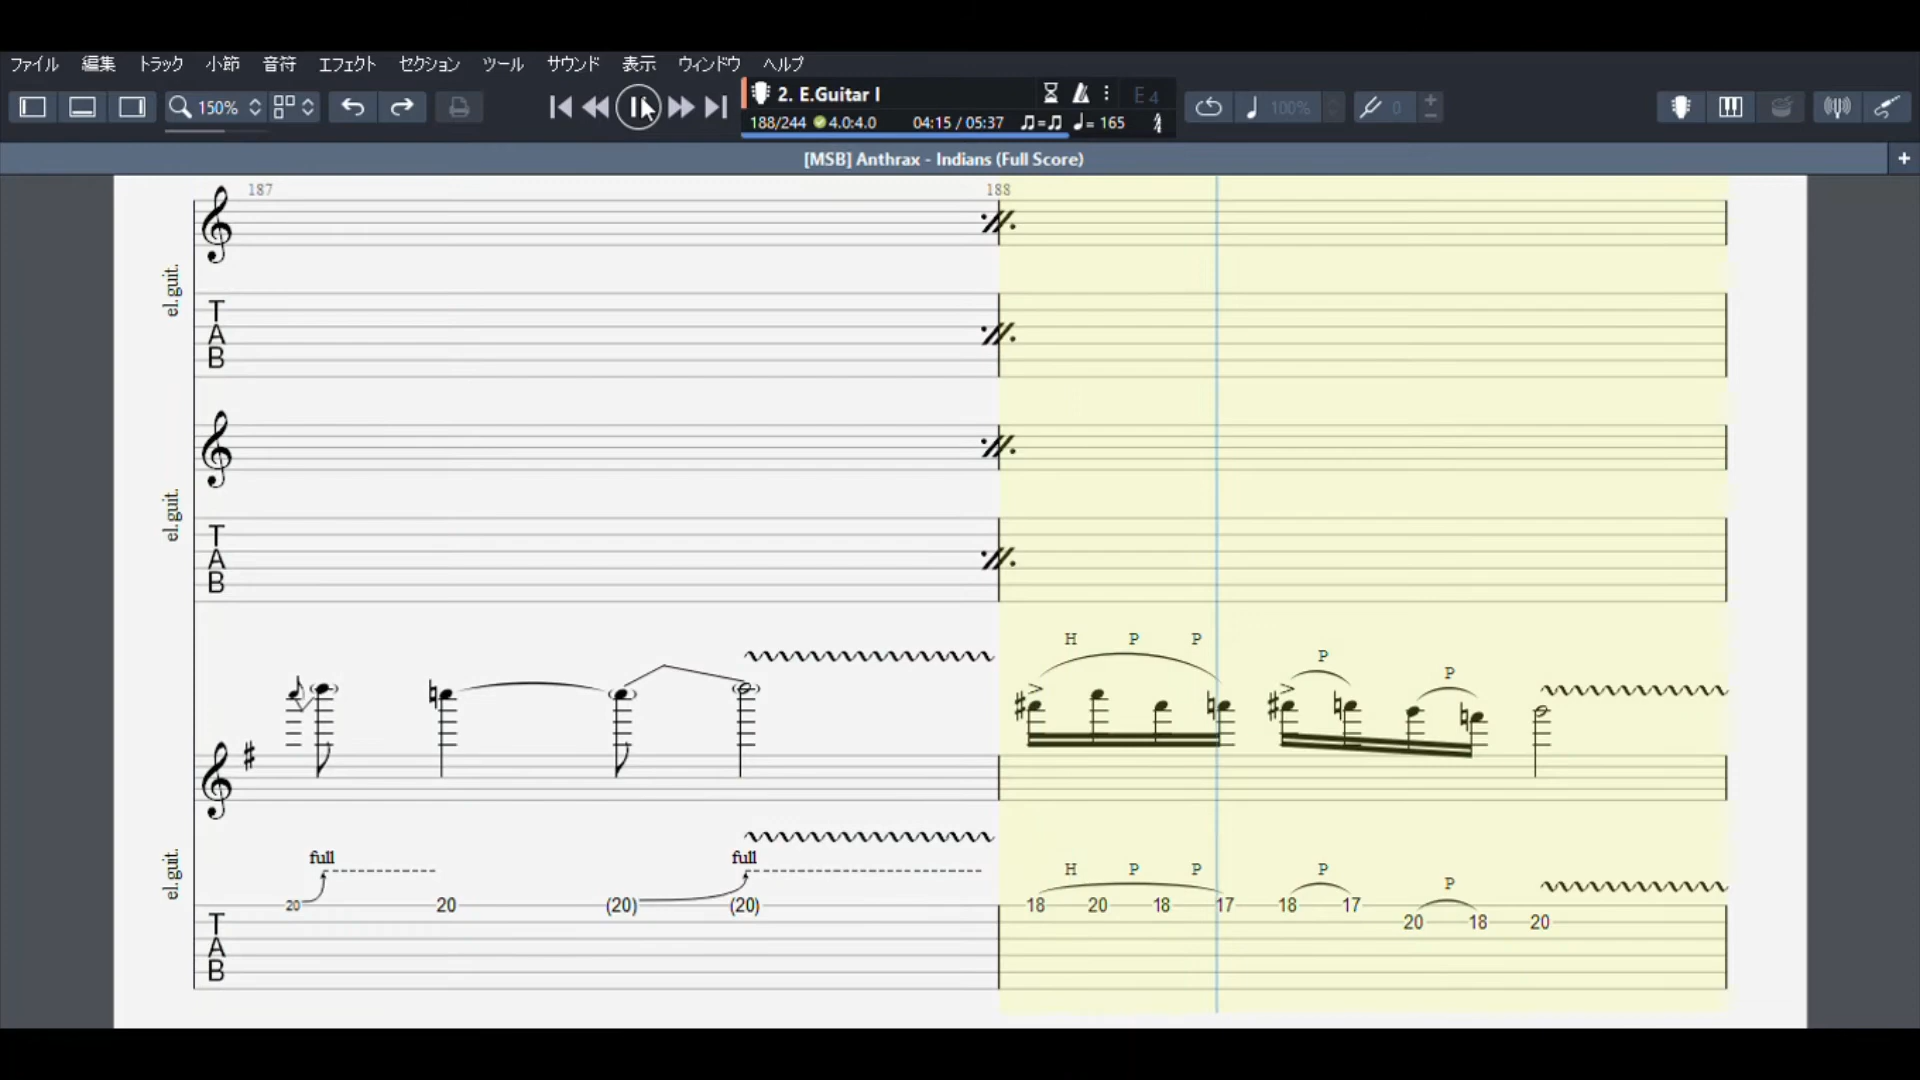 ファイル 編集 トラック 小節 音符 エフェクト セクション ツール サウンド 表示 ウィンドウ ヘルプ
150% 2. E.Guitar I E 4 100% 0
188/244 4.0:4.0 04:15 / 05:37 ♫=♫ ♩= 165
[MSB] Anthrax - Indians (Full Score) +
187 188
el.guit.
T
A
B
el.guit.
T
A
B
H P P P P
el.guit.
full full H P P P P
20 20 (20) (20) 18 20 18 17 18 17
20 18 20
T
A
B